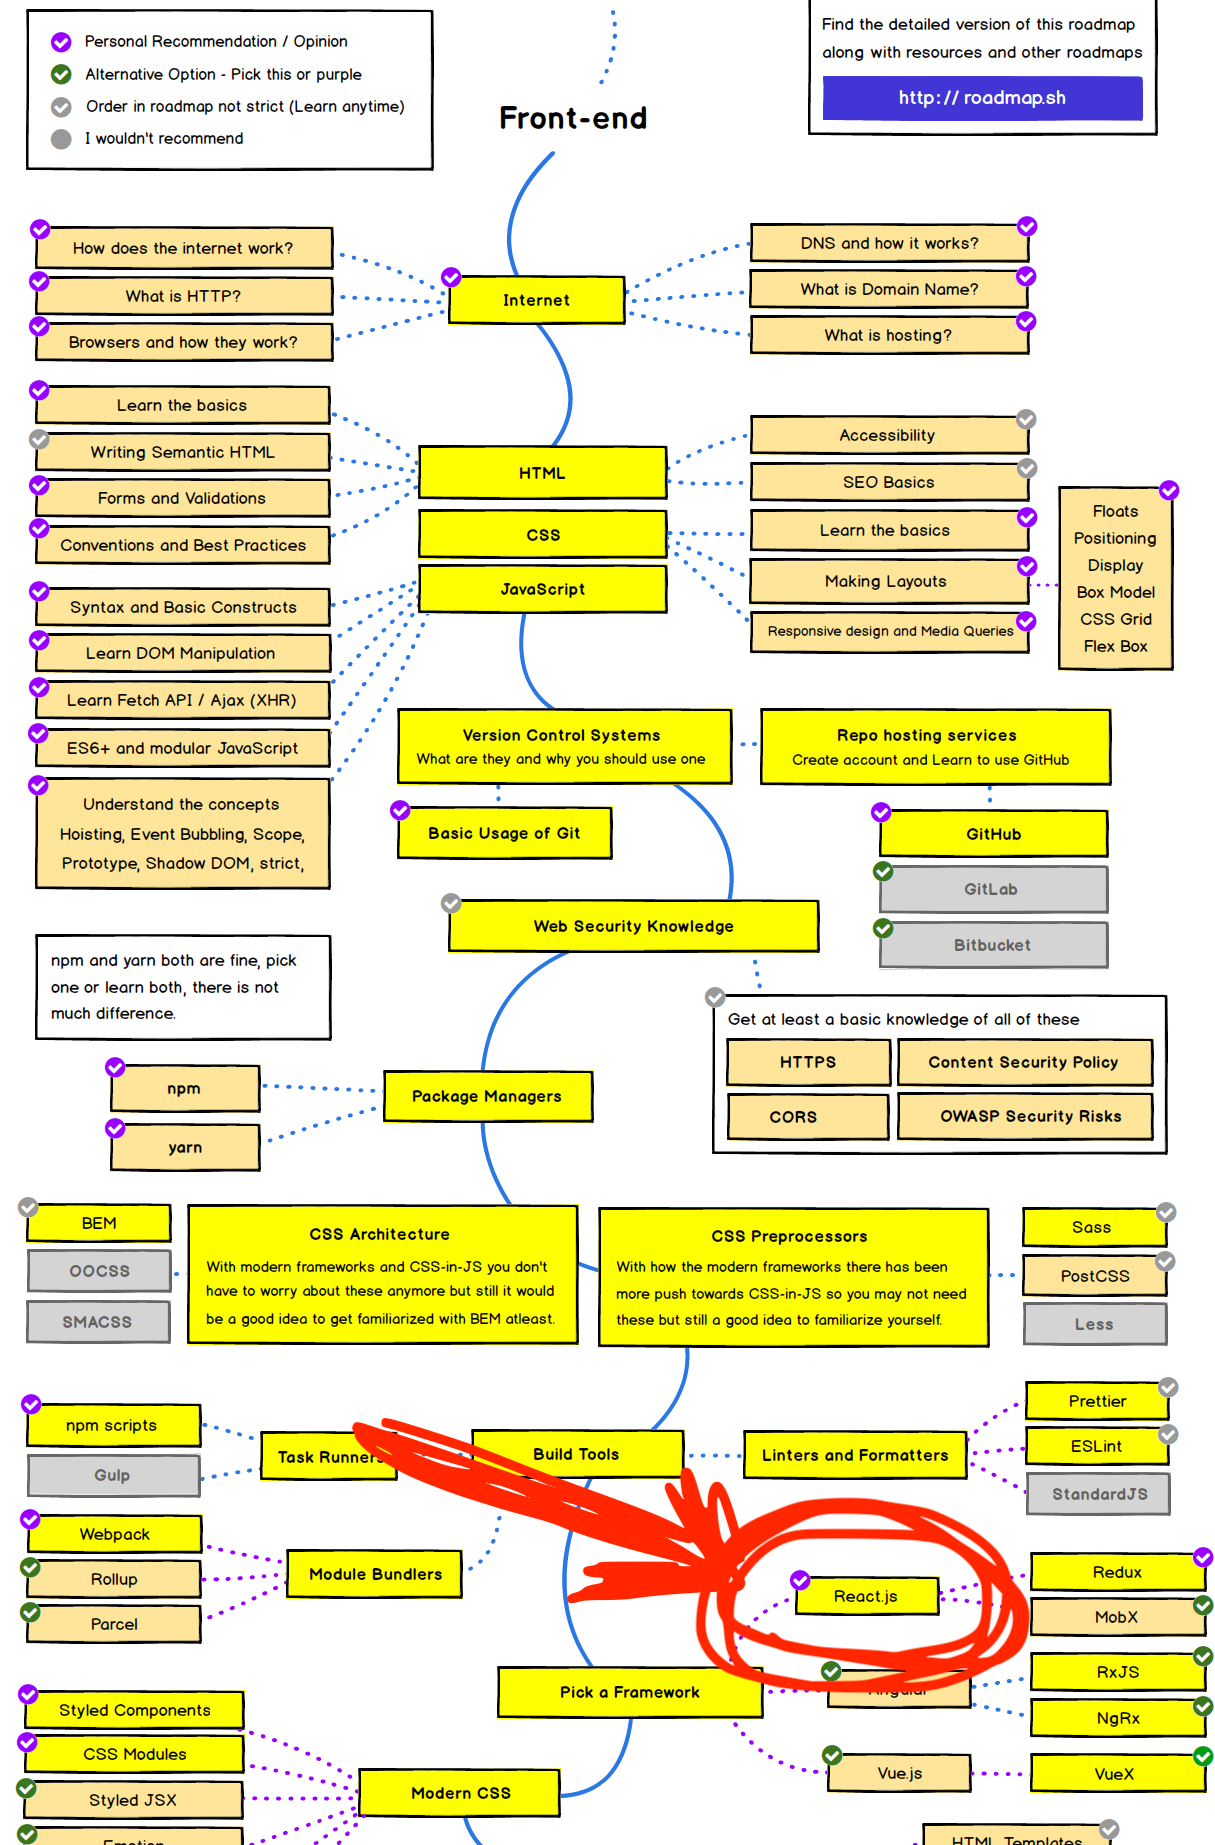 Personal Recommendation / Opinion
Alternative Option - Pick this or purple
Order in roadmap not strict (Learn anytime)
I wouldn't recommend
Find the detailed version of this roadmap
along with resources and other roadmaps
http://roadmap.sh
Front-end
How does the internet work?
What is HTTP?
Browsers and how they work?
Internet
DNS and how it works?
What is Domain Name?
What is hosting?
Learn the basics
Writing Semantic HTML
Forms and Validations
Conventions and Best Practices
HTML
CSS
JavaScript
Accessibility
SEO Basics
Learn the basics
Making Layouts
Responsive design and Media Queries
Floats
Positioning
Display
Box Model
CSS Grid
Flex Box
Syntax and Basic Constructs
Learn DOM Manipulation
Learn Fetch API / Ajax (XHR)
ES6+ and modular JavaScript
Understand the concepts
Hoisting, Event Bubbling, Scope,
Prototype, Shadow DOM, strict,
Version Control Systems
What are they and why you should use one
Repo hosting services
Create account and Learn to use GitHub
Basic Usage of Git
GitHub
GitLab
Bitbucket
Web Security Knowledge
npm and yarn both are fine, pick
one or learn both, there is not
much difference.
Get at least a basic knowledge of all of these
HTTPS
Content Security Policy
CORS
OWASP Security Risks
npm
yarn
Package Managers
BEM
OOCSS
SMACSS
CSS Architecture
With modern frameworks and CSS-in-JS you don't
have to worry about these anymore but still it would
be a good idea to get familiarized with BEM atleast.
CSS Preprocessors
With how the modern frameworks there has been
more push towards CSS-in-JS so you may not need
these but still a good idea to familiarize yourself.
Sass
PostCSS
Less
npm scripts
Gulp
Task Runners
Build Tools
Linters and Formatters
Prettier
ESLint
StandardJS
Webpack
Rollup
Parcel
Module Bundlers
React.js
Redux
MobX
Pick a Framework
Angular
RxJS
NgRx
Vue.js
VueX
Styled Components
CSS Modules
Styled JSX
Emotion
Modern CSS
HTML Templates